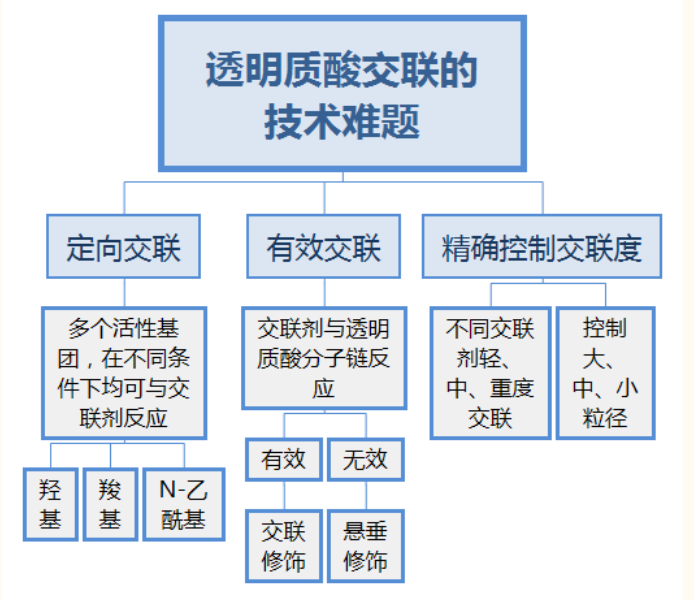 透明质酸交联的
技术难题
定向交联
有效交联
精确控制交联度
多个活性基
团，在不同条
件下均可与交
联剂反应
交联剂与透明
质酸分子链反
应
不同交联
剂轻、
中、重度
交联
控制
大、
中、小
粒径
有效
无效
羟
基
羧
基
N-乙
酰基
交联
修饰
悬垂
修饰